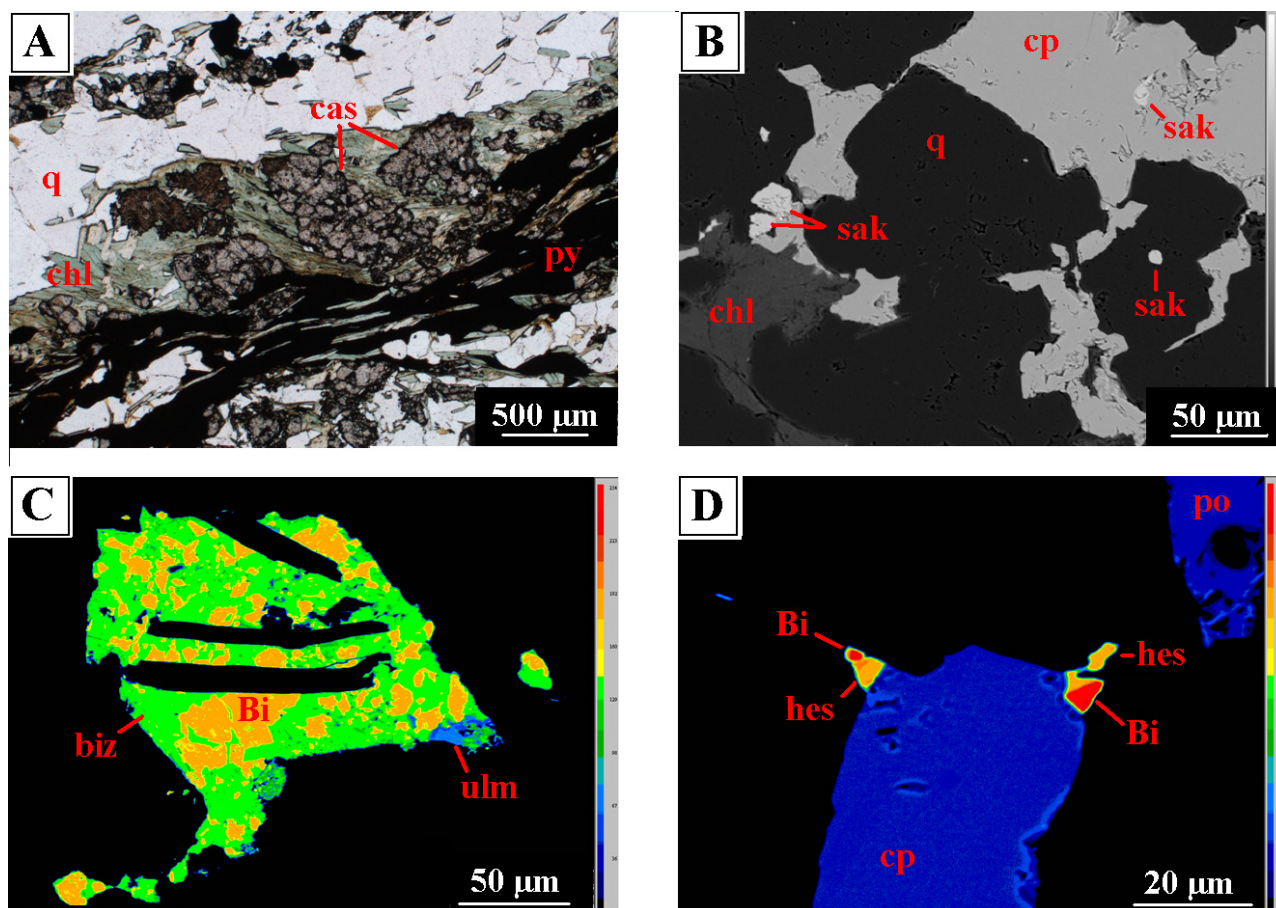 A
cas
q
chl
py
500 μm
B
cp
sak
q
sak
sak
chl
50 μm
C
Bi
biz
ulm
50 μm
D
po
Bi
hes
hes
Bi
cp
20 μm